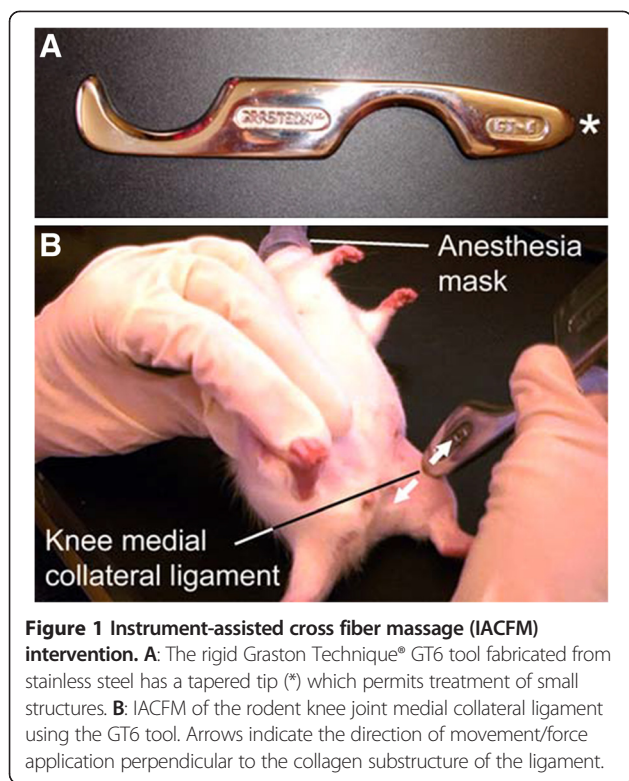 A
GRASTON
GT-6
*
B
Anesthesia
mask
Knee medial
collateral ligament
Figure 1 Instrument-assisted cross fiber massage (IACFM)
intervention. A: The rigid Graston Technique® GT6 tool fabricated from
stainless steel has a tapered tip (*) which permits treatment of small
structures. B: IACFM of the rodent knee joint medial collateral ligament
using the GT6 tool. Arrows indicate the direction of movement/force
application perpendicular to the collagen substructure of the ligament.